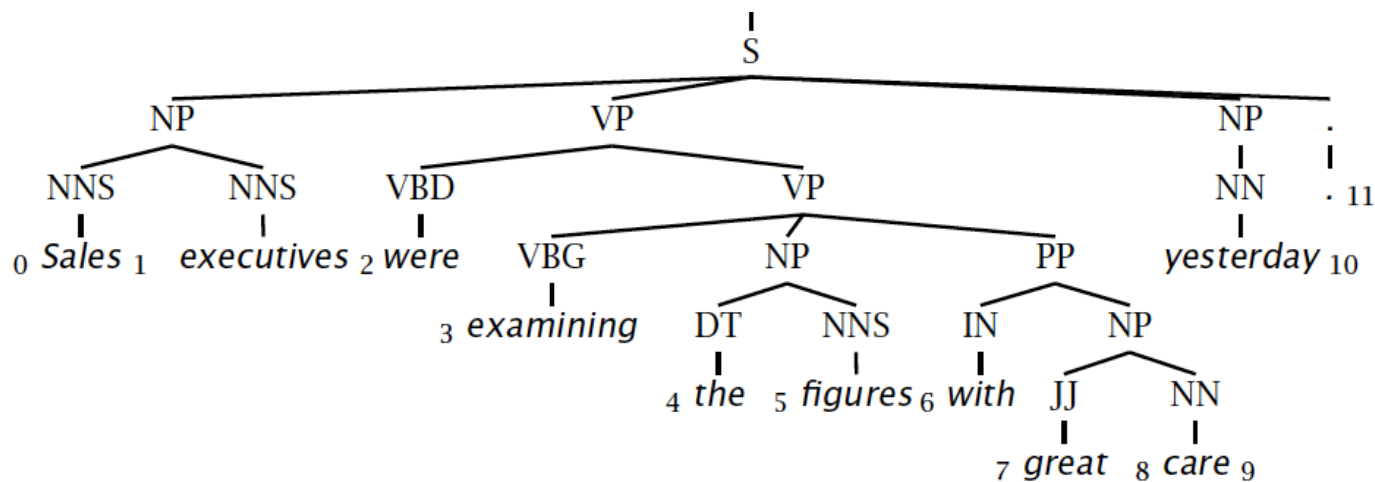 S
NP VP NP .
NNS NNS VBD VP NN . 11
0 Sales 1 executives 2 were VBG NP PP yesterday 10
3 examining DT NNS IN NP
4 the 5 figures 6 with JJ NN
7 great 8 care 9